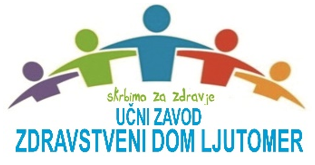 skrbimo za zdravje
UČNI ZAVOD
ZDRAVSTVENI DOM LJUTOMER